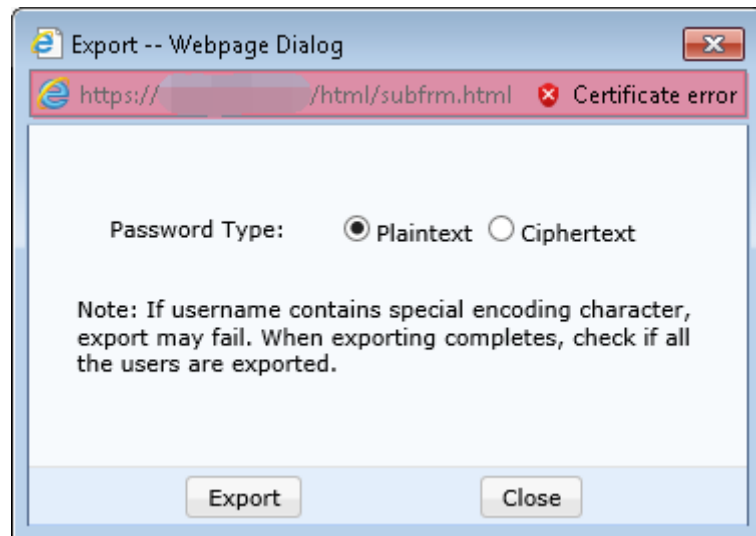 Export -- Webpage Dialog
https:// /html/subfrm.html Certificate error
Password Type: Plaintext Ciphertext
Note: If username contains special encoding character,
export may fail. When exporting completes, check if all
the users are exported.
Export Close